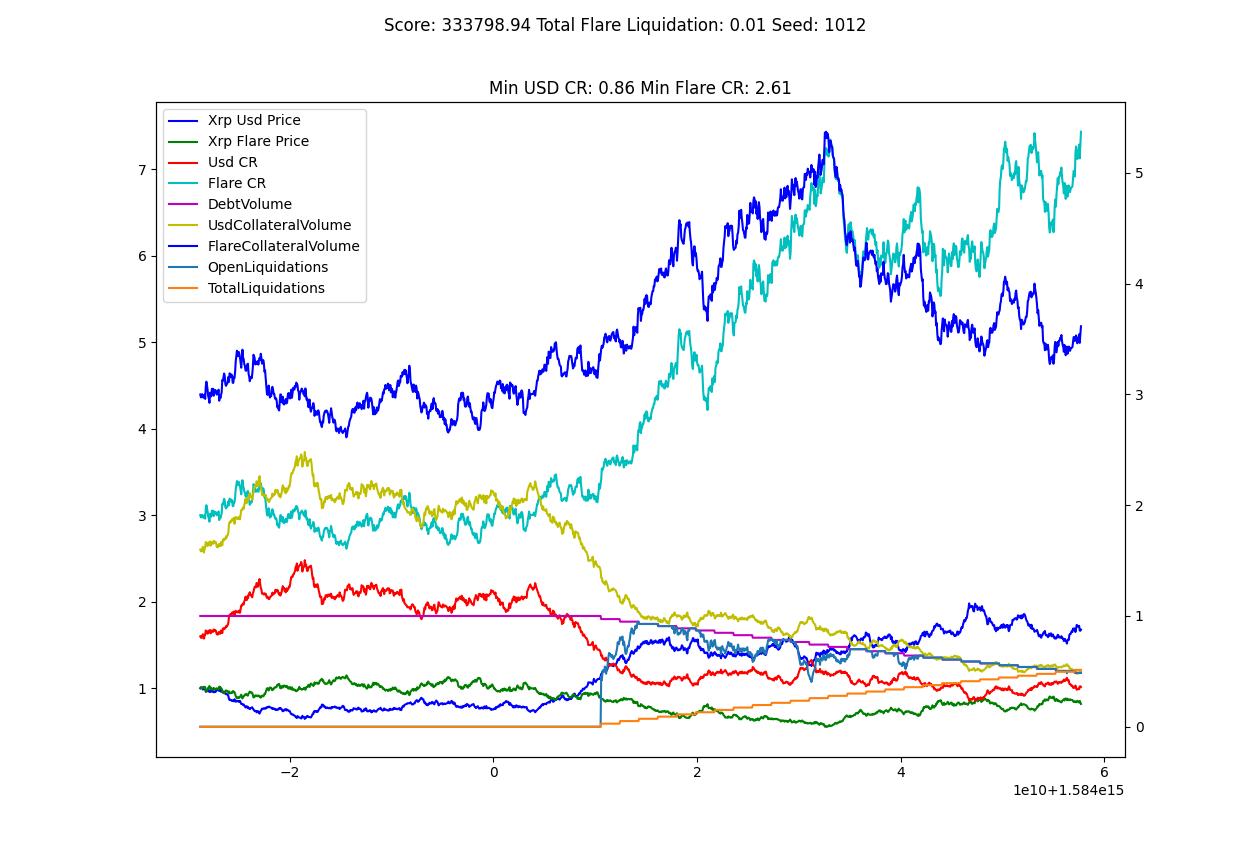 Score: 333798.94 Total Flare Liquidation: 0.01 Seed: 1012
Min USD CR: 0.86 Min Flare CR: 2.61
Xrp Usd Price
Xrp Flare Price
Usd CR
Flare CR
DebtVolume
UsdCollateralVolume
FlareCollateralVolume
OpenLiquidations
TotalLiquidations
7
6
5
4
3
2
1
5
4
3
2
1
0
−2
0
2
4
6
1e10+1.584e15